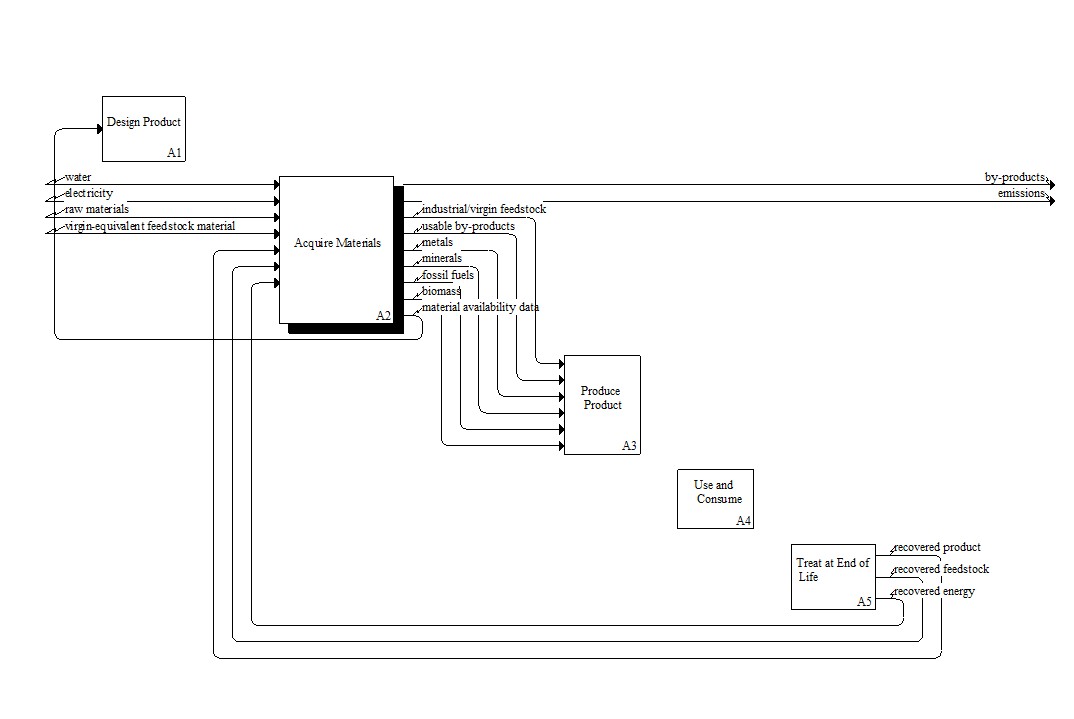 Design Product
A1
water
electricity
raw materials
virgin-equivalent feedstock material
Acquire Materials
A2
by-products
emissions
industrial/virgin feedstock
usable by-products
metals
minerals
fossil fuels
biomass
material availability data
Produce
Product
A3
Use and
Consume
A4
Treat at End of
Life
A5
recovered product
recovered feedstock
recovered energy